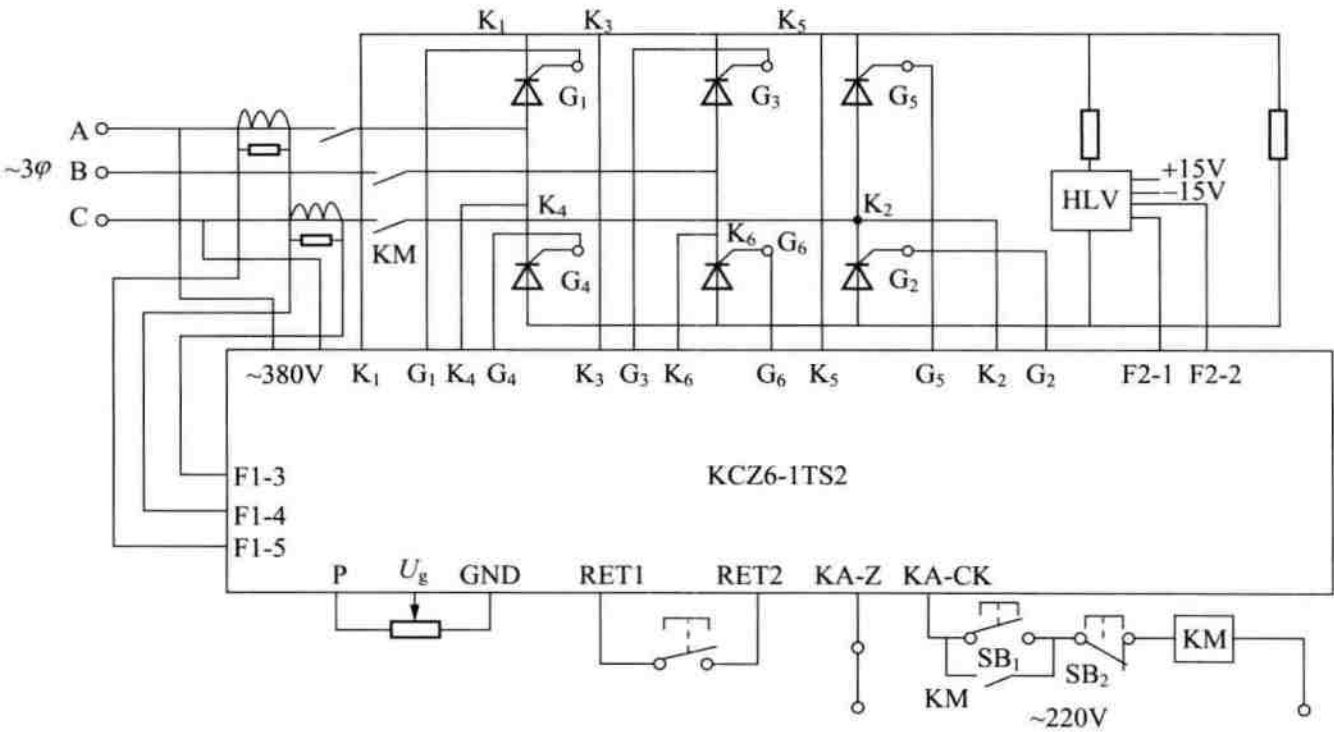 K₁ K₃ K₅
G₁ G₃ G₅
A
~3φ B
C
+15V
−15V
HLV
K₄ K₂
KM K₆ G₆
G₄ G₂
~380V K₁ G₁ K₄ G₄ K₃ G₃ K₆ G₆ K₅ G₅ K₂ G₂ F2-1 F2-2
F1-3 KCZ6-1TS2
F1-4
F1-5
P U_g GND RET1 RET2 KA-Z KA-CK
KM
SB₁
SB₂
KM
~220V